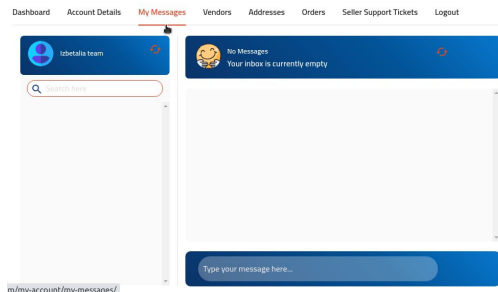 Dashboard Account Details My Messages Vendors Addresses Orders Seller Support Tickets Logout
Izbetalia team
Search here
No Messages
Your inbox is currently empty
Type your message here...
m/my-account/my-messages/